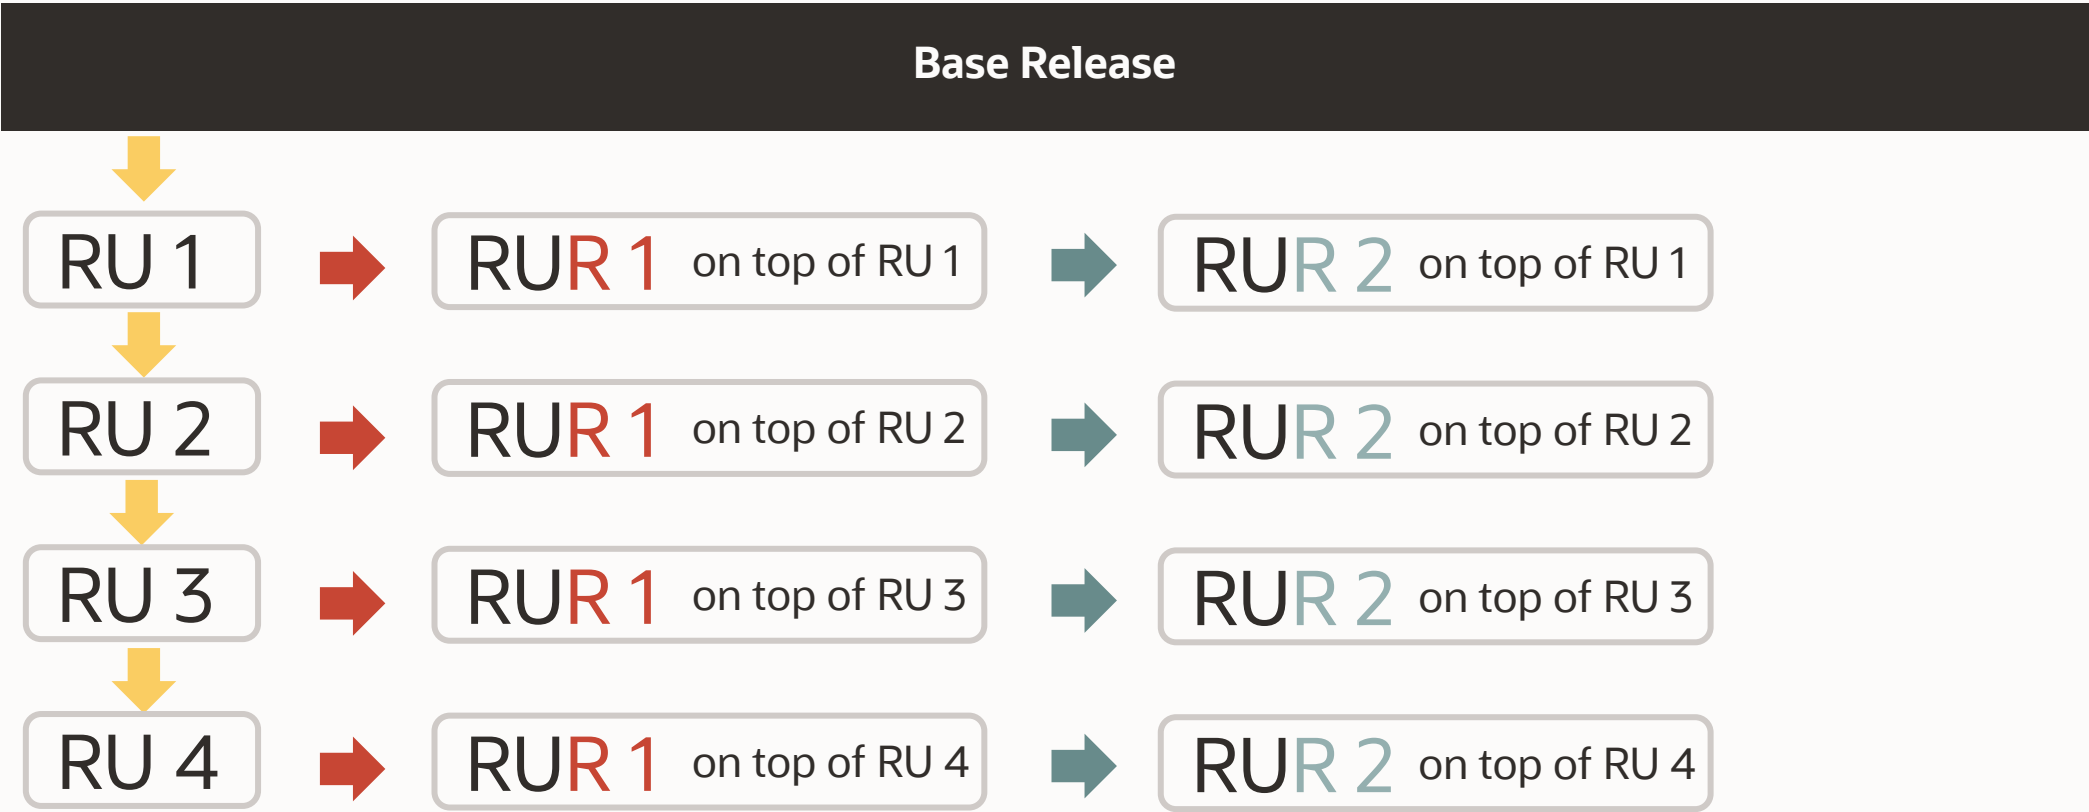 Base Release
RU 1
RUR 1 on top of RU 1
RUR 2 on top of RU 1
RU 2
RUR 1 on top of RU 2
RUR 2 on top of RU 2
RU 3
RUR 1 on top of RU 3
RUR 2 on top of RU 3
RU 4
RUR 1 on top of RU 4
RUR 2 on top of RU 4